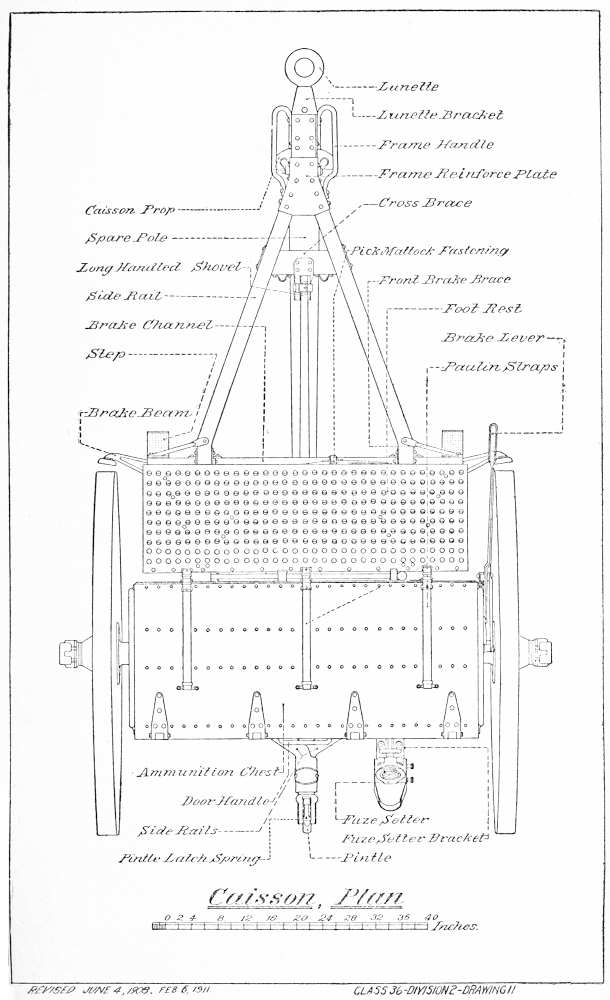 Lunette
Lunette Bracket
Frame Handle
Frame Reinforce Plate
Cross Brace
Caisson Prop
Spare Pole
Pick Mattock Fastening
Long Handled Shovel
Front Brake Brace
Side Rail
Foot Rest
Brake Channel
Brake Lever
Step
Paulin Straps
Brake Beam
Ammunition Chest
Door Handle
Fuze Setter
Side Rails
Fuze Setter Bracket
Pintle Latch Spring
Pintle
Caisson, Plan
0 2 4 8 12 16 20 24 28 32 36 40
Inches.
REVISED JUNE 4, 1908. FEB 6, 1911.
CLASS 36-DIVISION 2-DRAWING 11